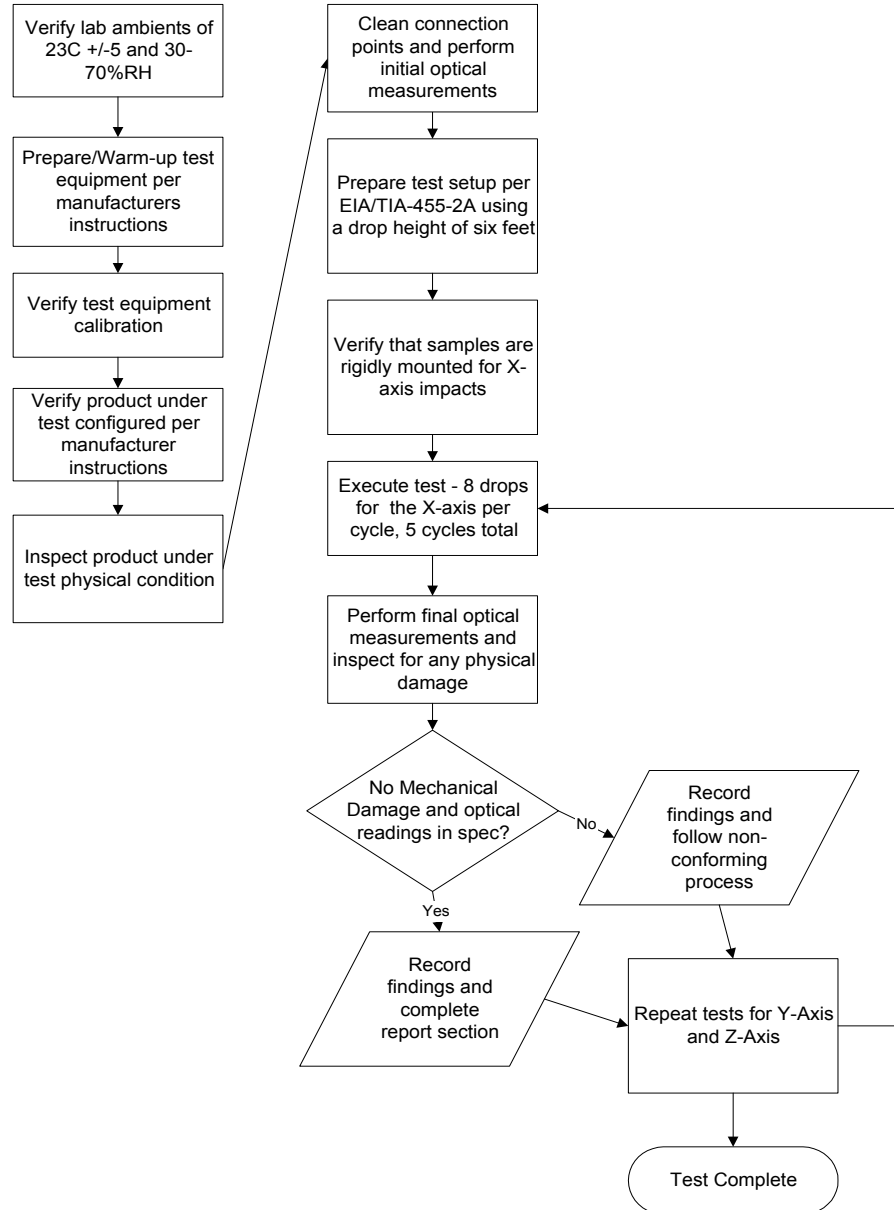 Verify lab ambients of
23C +/-5 and 30-
70%RH
Prepare/Warm-up test
equipment per
manufacturers
instructions
Verify test equipment
calibration
Verify product under
test configured per
manufacturer
instructions
Inspect product under
test physical condition
Clean connection
points and perform
initial optical
measurements
Prepare test setup per
EIA/TIA-455-2A using
a drop height of six feet
Verify that samples are
rigidly mounted for X-
axis impacts
Execute test - 8 drops
for the X-axis per
cycle, 5 cycles total
Perform final optical
measurements and
inspect for any physical
damage
No Mechanical
Damage and optical
readings in spec?
No
Record
findings and
follow non-
conforming
process
Yes
Record
findings and
complete
report section
Repeat tests for Y-Axis
and Z-Axis
Test Complete